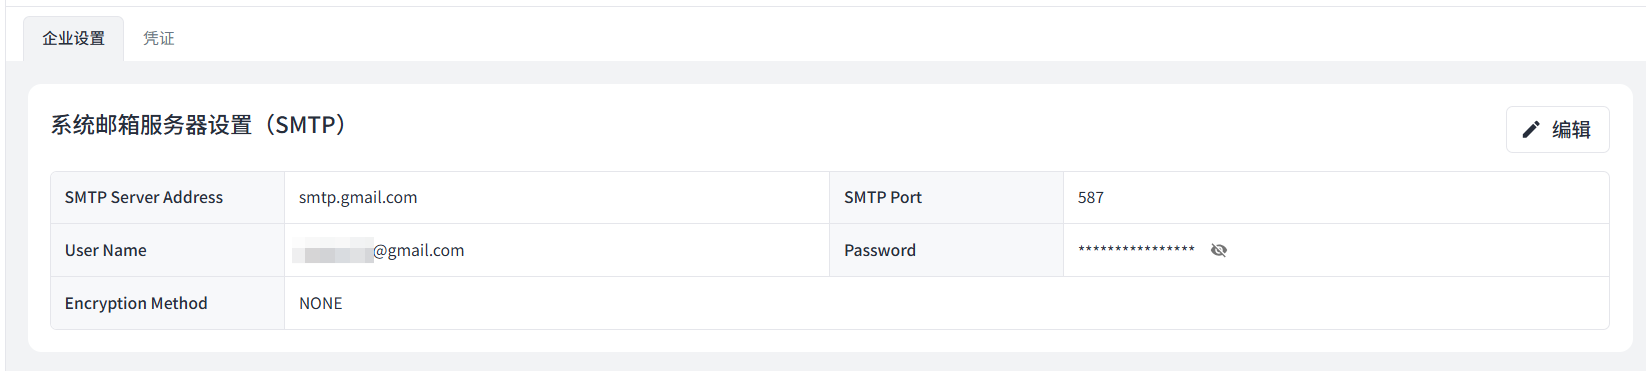 企业设置
凭证
系统邮箱服务器设置（SMTP）
编辑
SMTP Server Address
smtp.gmail.com
SMTP Port
587
User Name
@gmail.com
Password
****************
Encryption Method
NONE